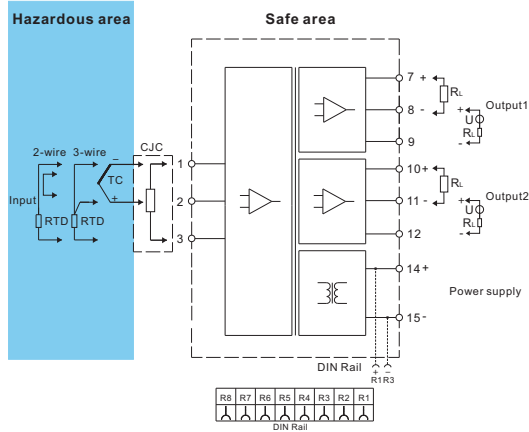 Hazardous area
Safe area
7 +
RL
8 -
+
Output1
U
RL
-
9
2-wire
3-wire
CJC
-
TC
+
Input
RTD
RTD
1
2
3
10+
RL
11-
+
Output2
U
RL
-
12
14+
Power supply
15-
DIN Rail
+ -
R1 R3
R8 R7 R6 R5 R4 R3 R2 R1
DIN Rail